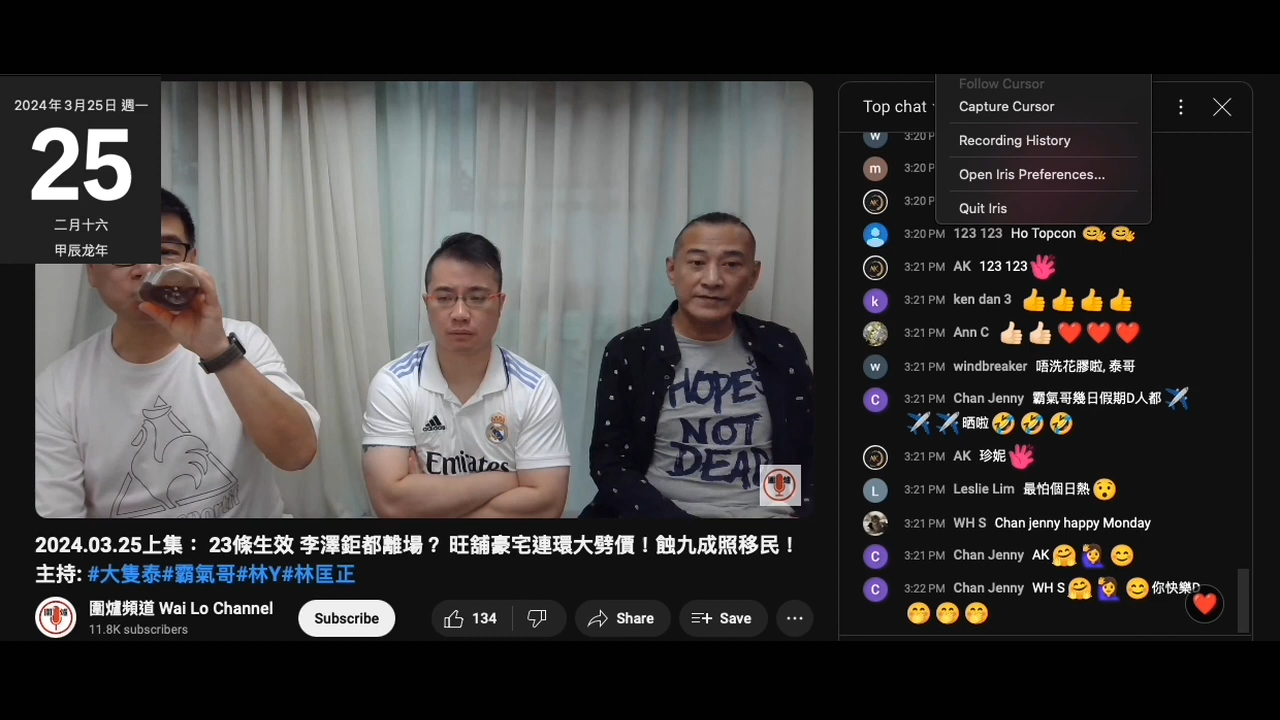 2024年3月25日 週一
25
二月十六
甲辰龙年
HOPES
NOT
DEAD
adidas
Emirates
圍爐
2024.03.25上集： 23條生效 李澤鉅都離場？ 旺舖豪宅連環大劈價！蝕九成照移民！
主持: #大隻泰#霸氣哥#林Y#林匡正
圍爐頻道 Wai Lo Channel
11.8K subscribers
Subscribe
134
Share
Save
Top chat
Follow Cursor
Capture Cursor
Recording History
Open Iris Preferences...
Quit Iris
w 3:20 P
m 3:20 P
AK 3:20 P
3:20 PM 123 123 Ho Topcon 👏 👏
AK 3:21 PM AK 123 123 👋
k 3:21 PM ken dan 3 👍 👍 👍 👍
3:21 PM Ann C 👍🏻 👍🏻 ❤️ ❤️ ❤️
w 3:21 PM windbreaker 唔洗花膠啦, 泰哥
C 3:21 PM Chan Jenny 霸氣哥幾日假期D人都 ✈️
✈️ ✈️ 晒啦 🤣 🤣 🤣
AK 3:21 PM AK 珍妮 👋
L 3:21 PM Leslie Lim 最怕個日熱 😯
3:21 PM WH S Chan jenny happy Monday
C 3:21 PM Chan Jenny AK 🤗 🙋‍♀️ 😊
C 3:22 PM Chan Jenny WH S 🤗 🙋‍♀️ 😊 你快樂D
🤭 🤭 🤭